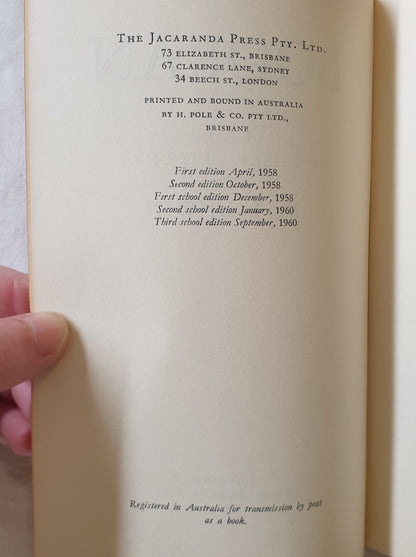 The Jacaranda Press Pty. Ltd.
73 Elizabeth St., Brisbane
67 Clarence Lane, Sydney
34 Beech St., London
Printed and bound in Australia
by H. Pole & Co. Pty Ltd.,
Brisbane
First edition April, 1958
Second edition October, 1958
First school edition December, 1958
Second school edition January, 1960
Third school edition September, 1960
Registered in Australia for transmission by post
as a book.